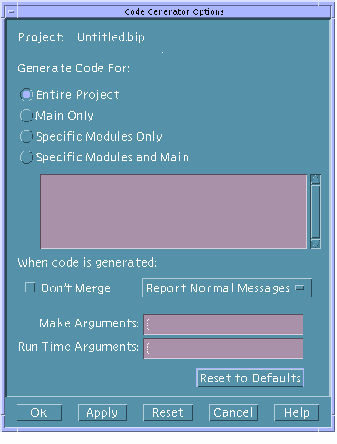 Code Generator Options
Project: Untitled.bip
Generate Code For:
Entire Project
Main Only
Specific Modules Only
Specific Modules and Main
When code is generated:
Don't Merge
Report Normal Messages
Make Arguments:
Run Time Arguments:
Reset to Defaults
Ok Apply Reset Cancel Help